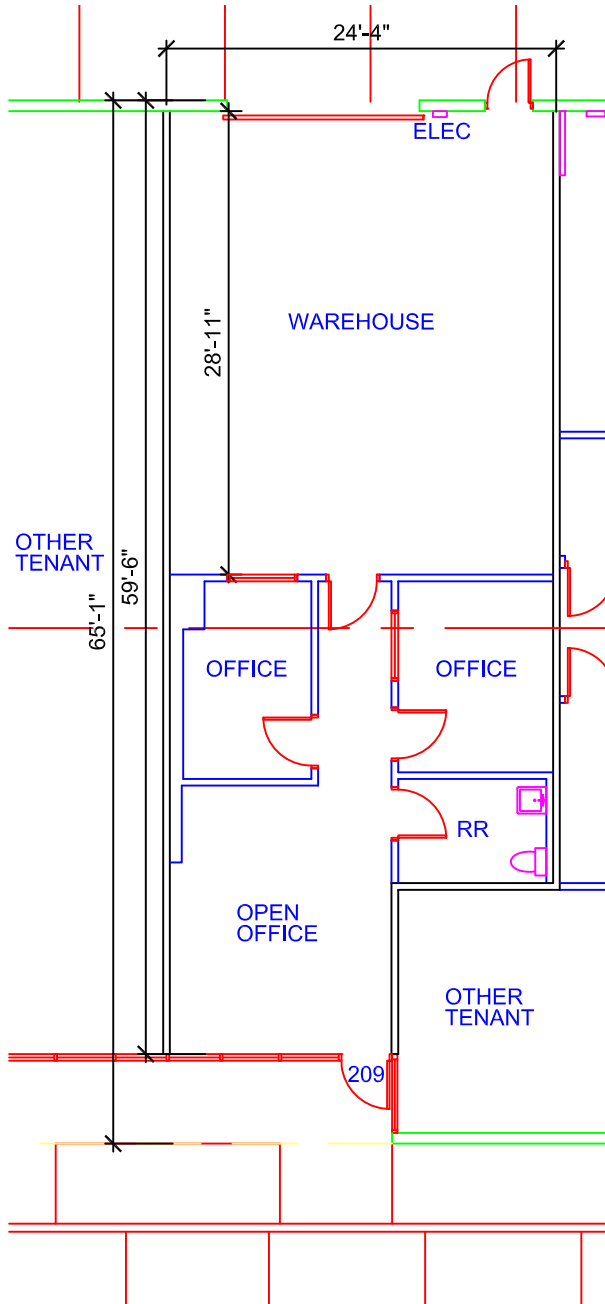 24'-4"
ELEC
WAREHOUSE
28'-11"
OTHER
TENANT
59'-6"
65'-1"
OFFICE
OFFICE
RR
OPEN
OFFICE
OTHER
TENANT
209